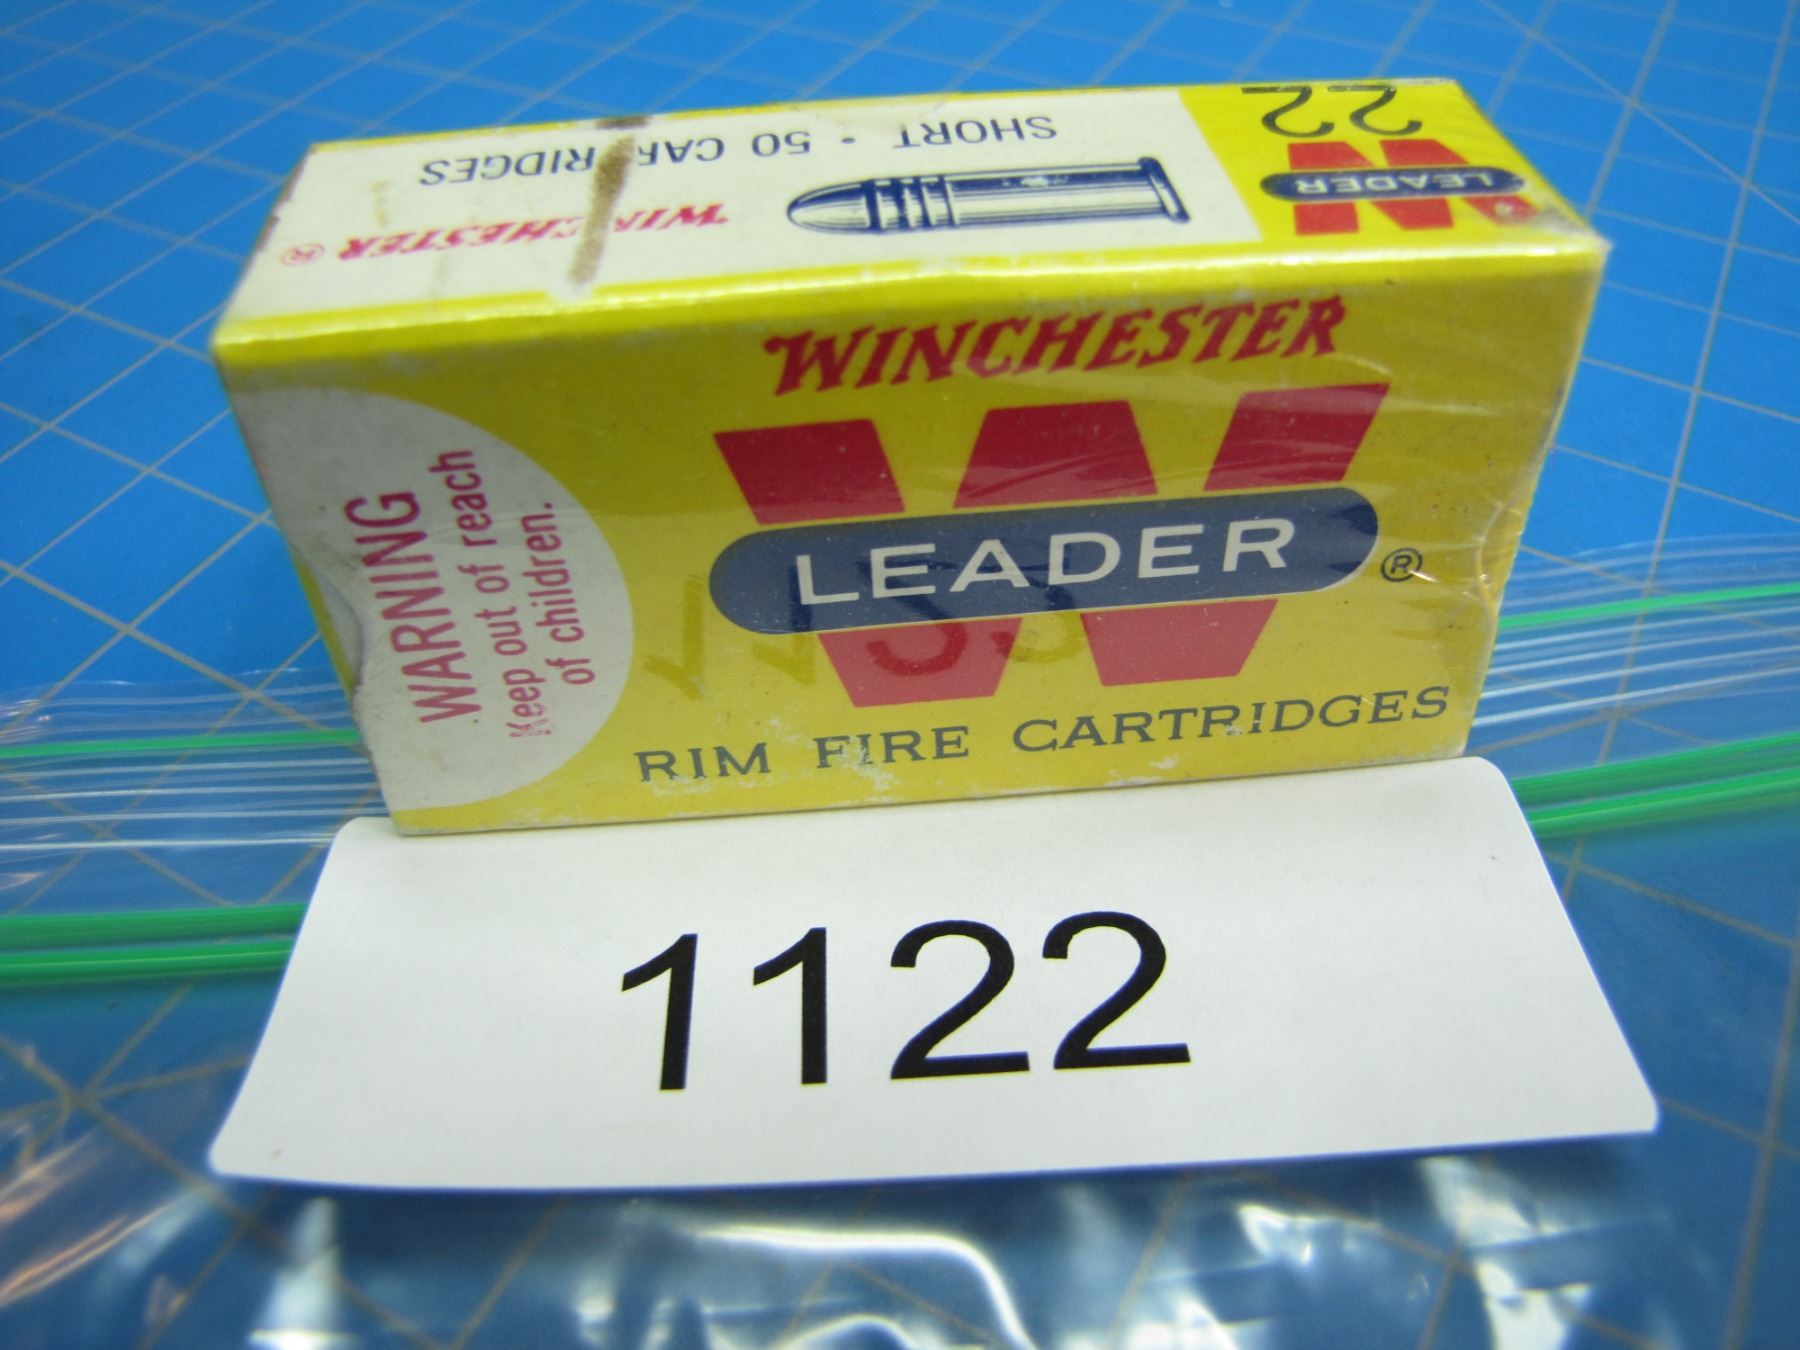 22
SHORT • 50 CARTRIDGES
LEADER
WINCHESTER®
WINCHESTER
W
LEADER ®
RIM FIRE CARTRIDGES
WARNING
Keep out of reach
of children.
1122